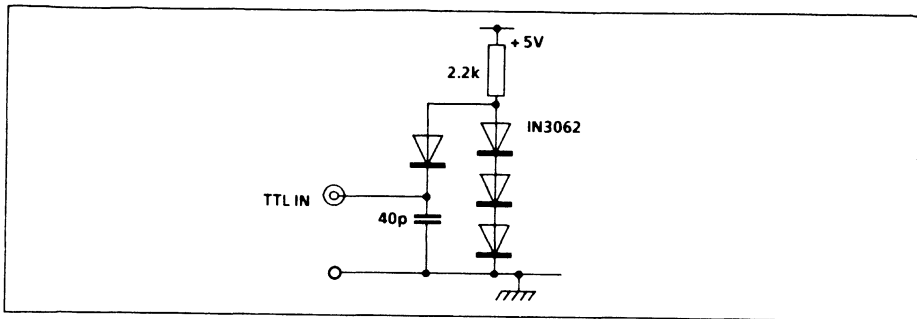 + 5V
2.2k
IN3062
TTL IN
40p